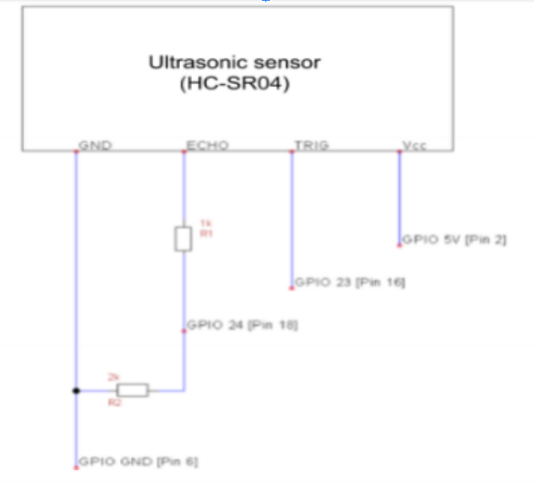 Ultrasonic sensor
(HC-SR04)
GND
ECHO
TRIG
Vcc
1k
R1
GPIO 5V [Pin 2]
GPIO 23 [Pin 16]
GPIO 24 [Pin 18]
2k
R2
GPIO GND [Pin 6]